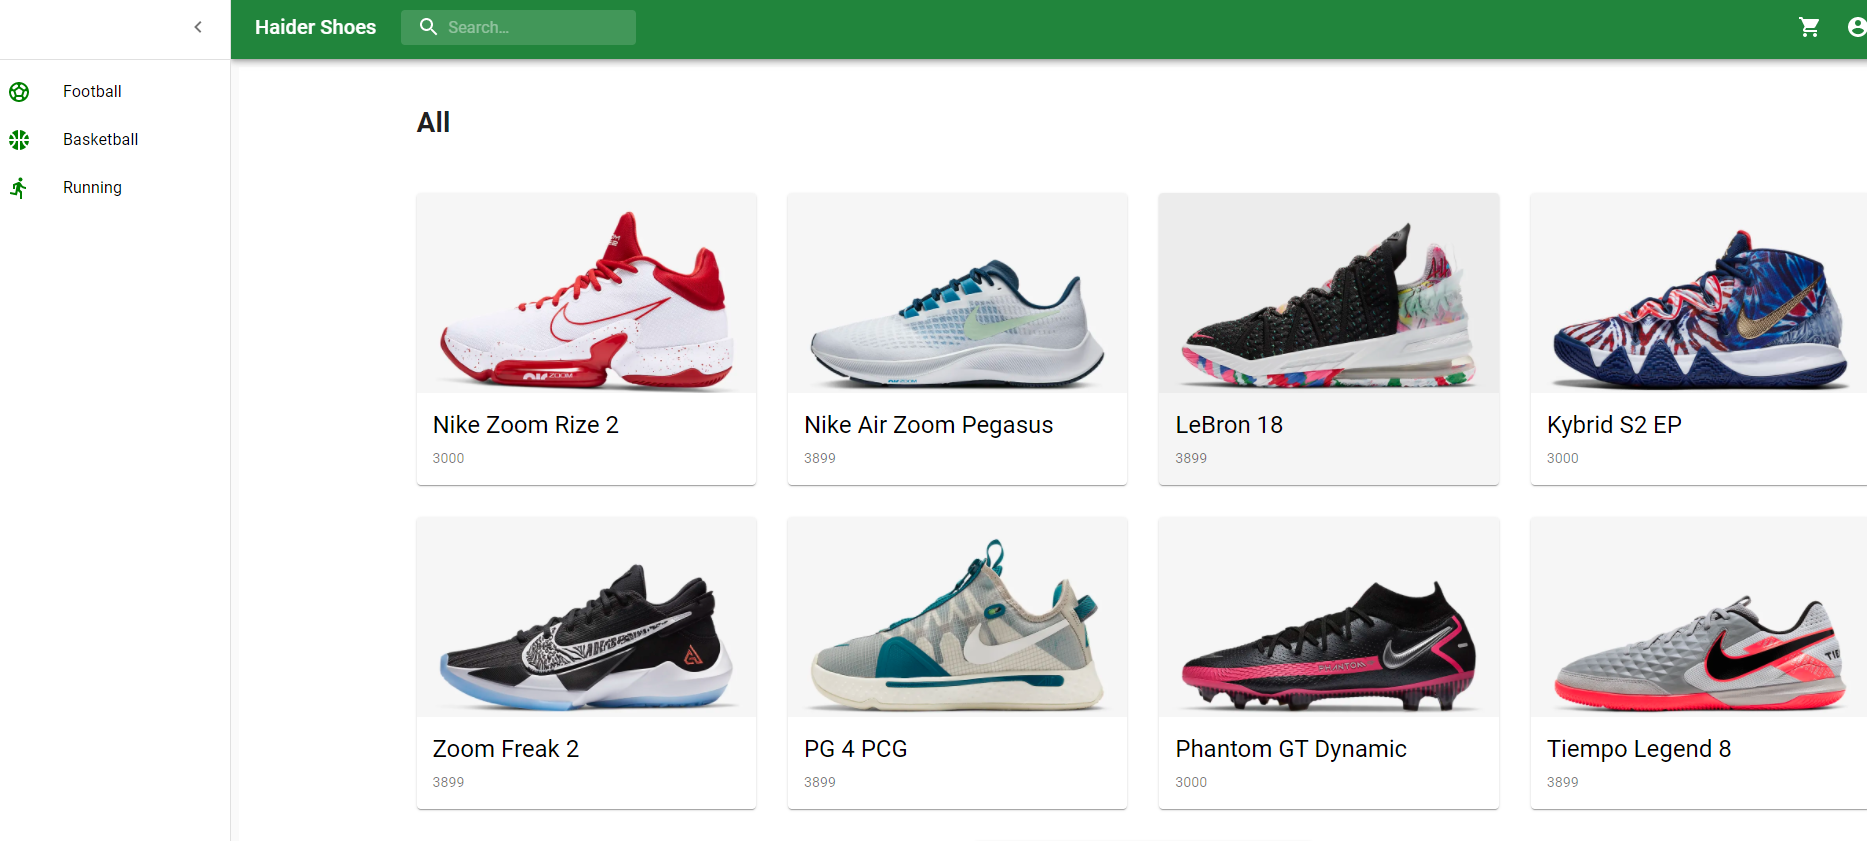 Haider Shoes
Search...
Football
Basketball
Running
All
ZOOM
Nike Zoom Rize 2
3000
Nike Air Zoom Pegasus
3899
LeBron 18
3899
Kybrid S2 EP
3000
PHANTOM
Zoom Freak 2
3899
PG 4 PCG
3899
Phantom GT Dynamic
3000
Tiempo Legend 8
3899